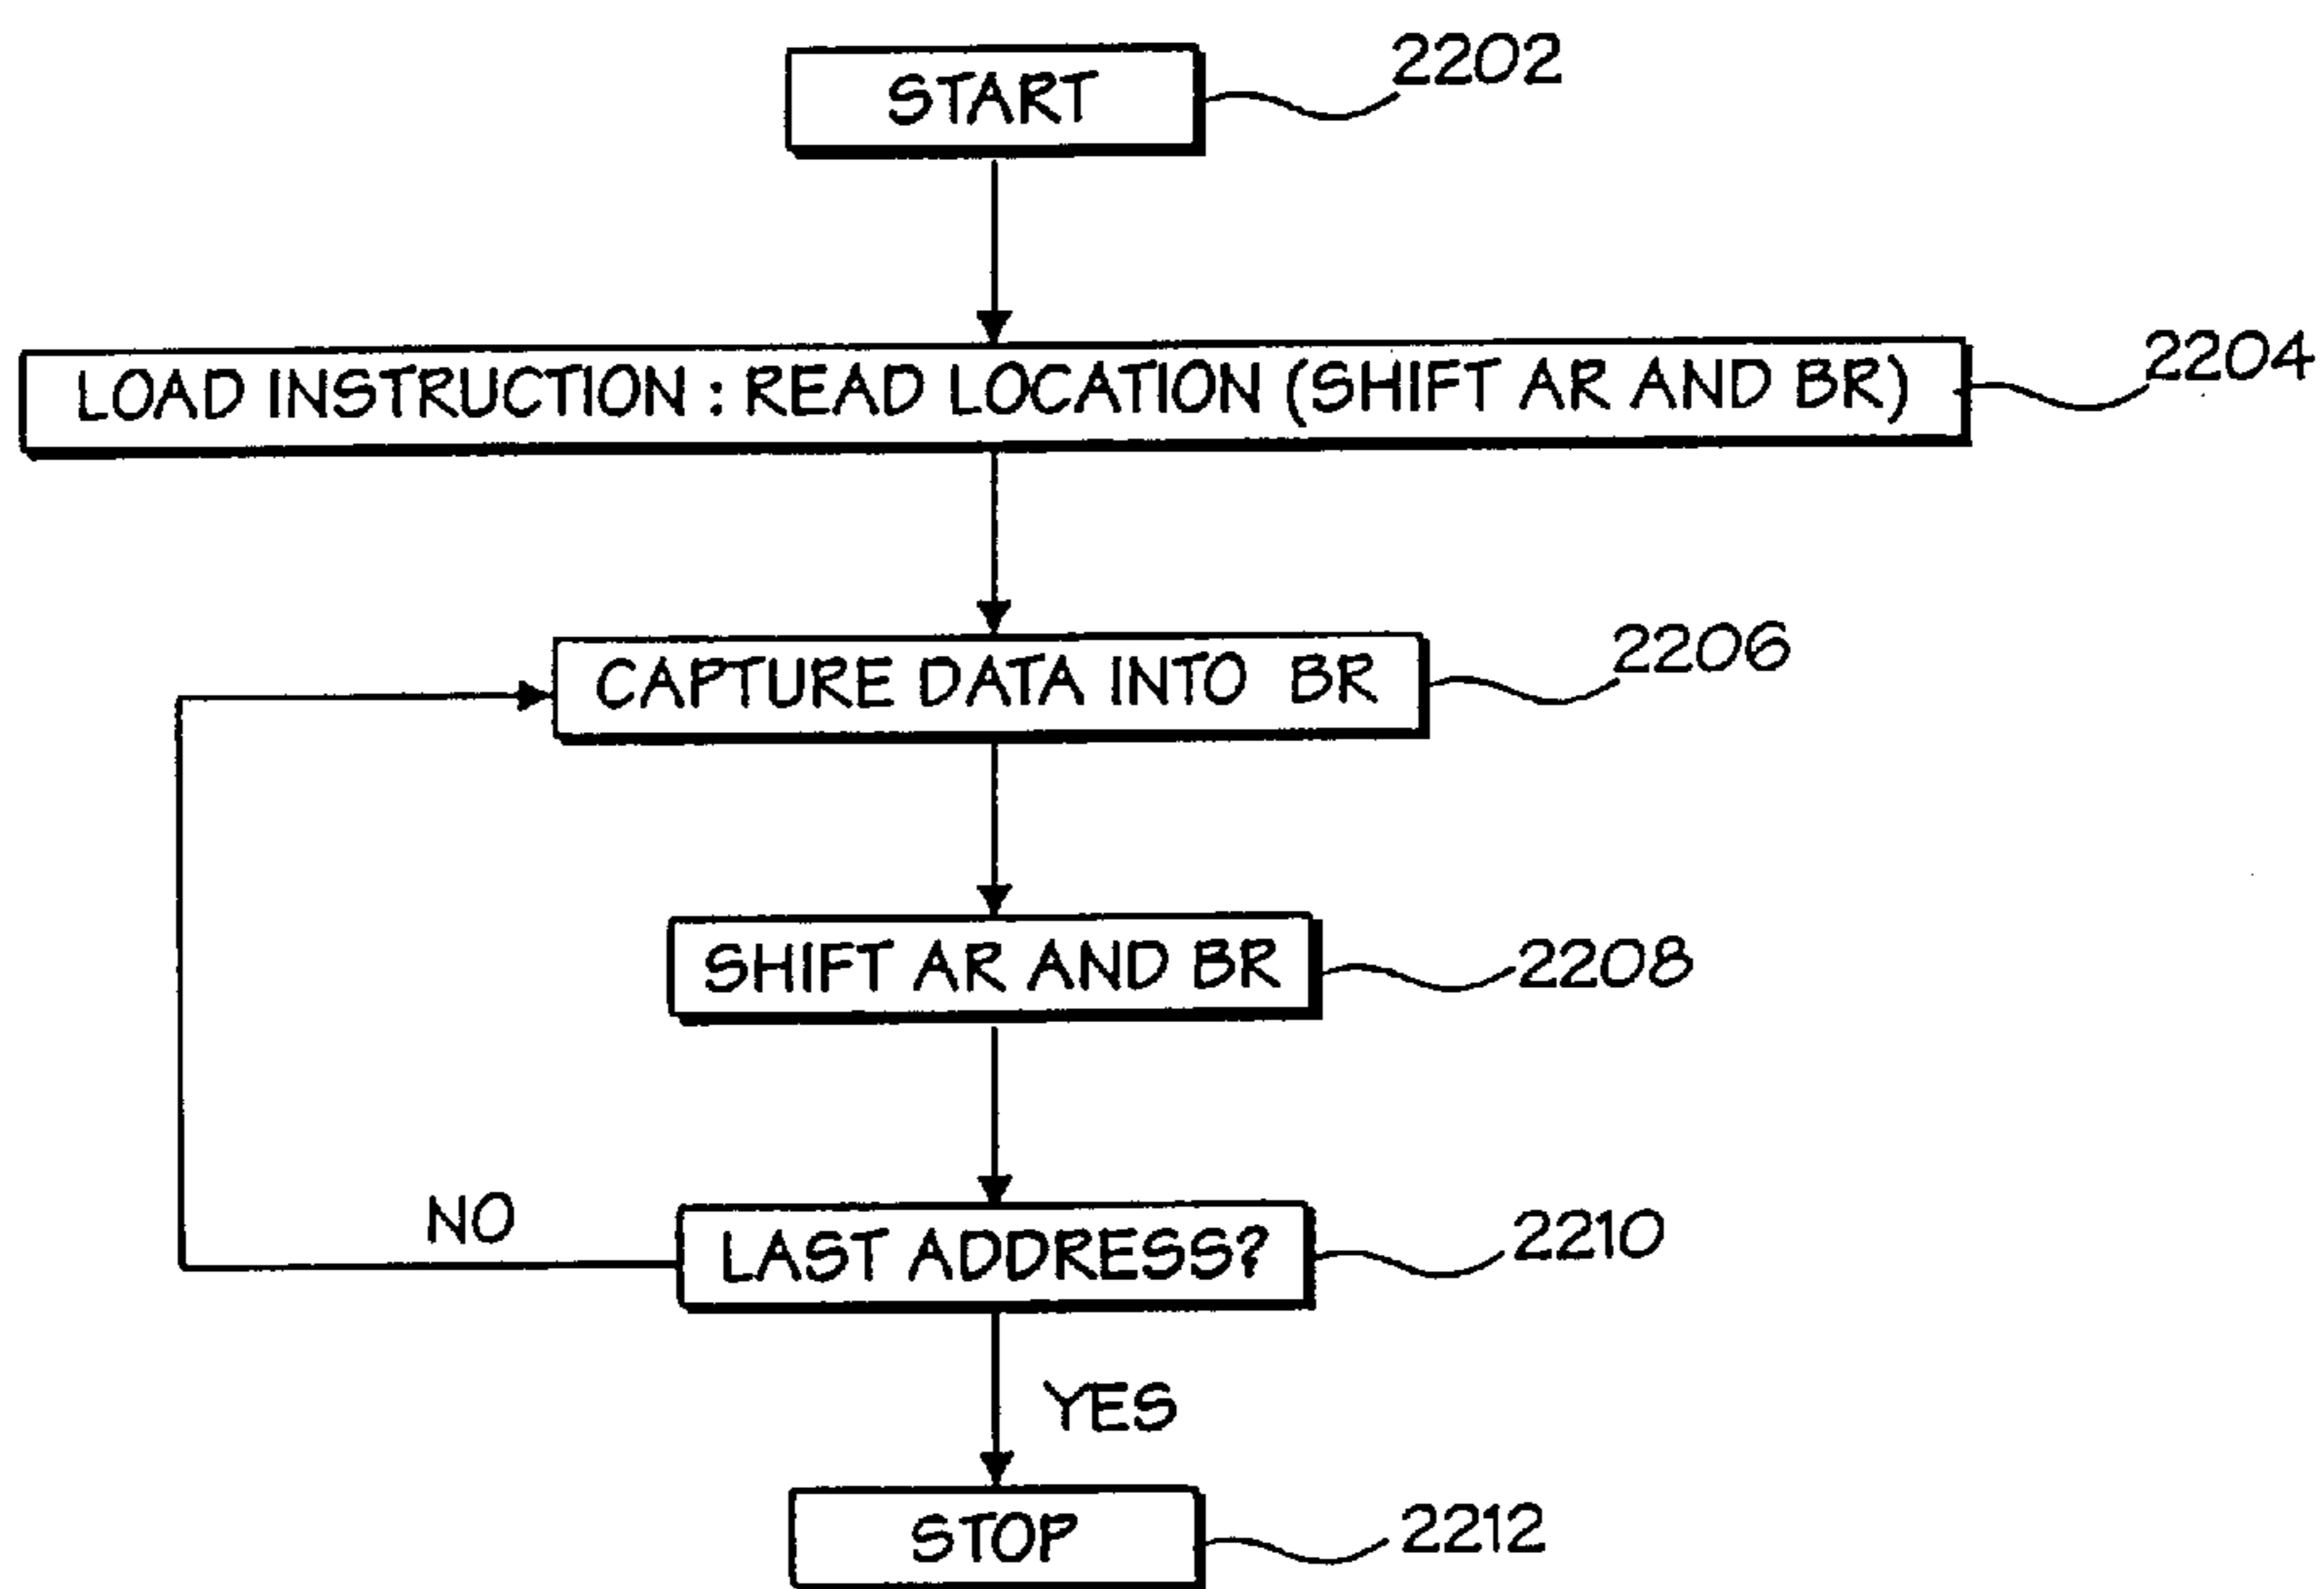 START
2202
LOAD INSTRUCTION : READ LOCATION (SHIFT AR AND BR)
2204
CAPTURE DATA INTO BR
2206
SHIFT AR AND BR
2208
NO
LAST ADDRESS?
2210
YES
STOP
2212